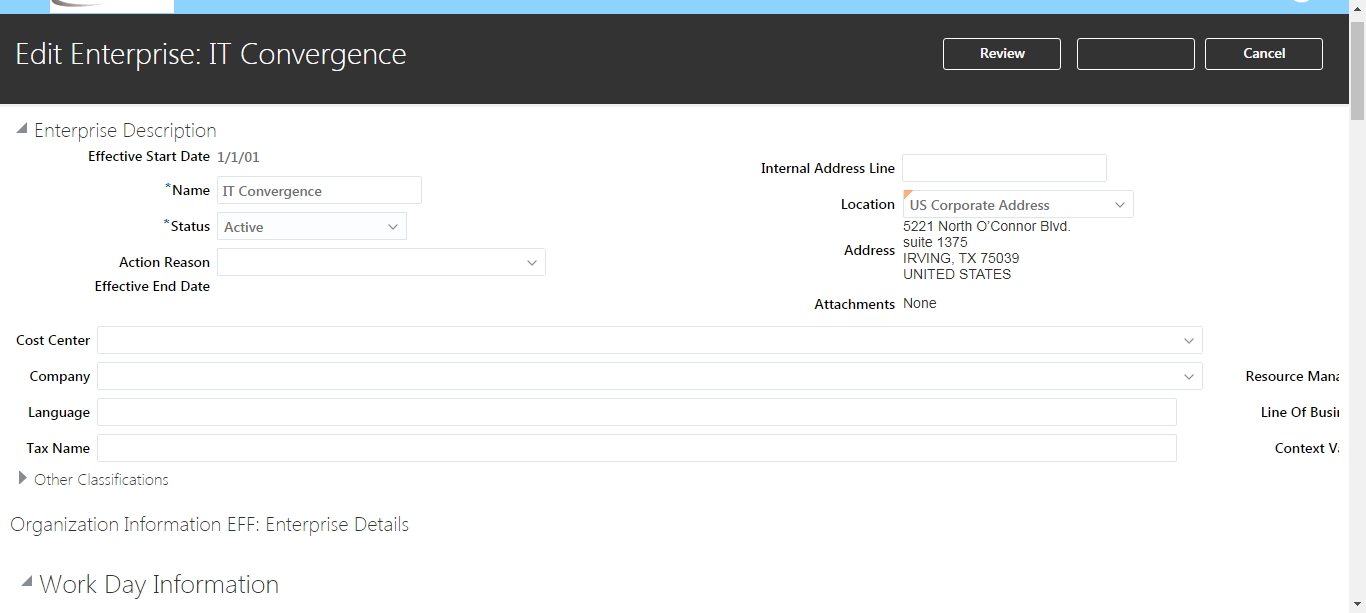 Edit Enterprise: IT Convergence
Review
Cancel
Enterprise Description
Effective Start Date 1/1/01
*Name IT Convergence
*Status Active
Action Reason
Effective End Date
Internal Address Line
Location US Corporate Address
Address 5221 North O'Connor Blvd.
suite 1375
IRVING, TX 75039
UNITED STATES
Attachments None
Cost Center
Company
Resource Mana
Language
Line Of Busi
Tax Name
Context Va
Other Classifications
Organization Information EFF: Enterprise Details
Work Day Information